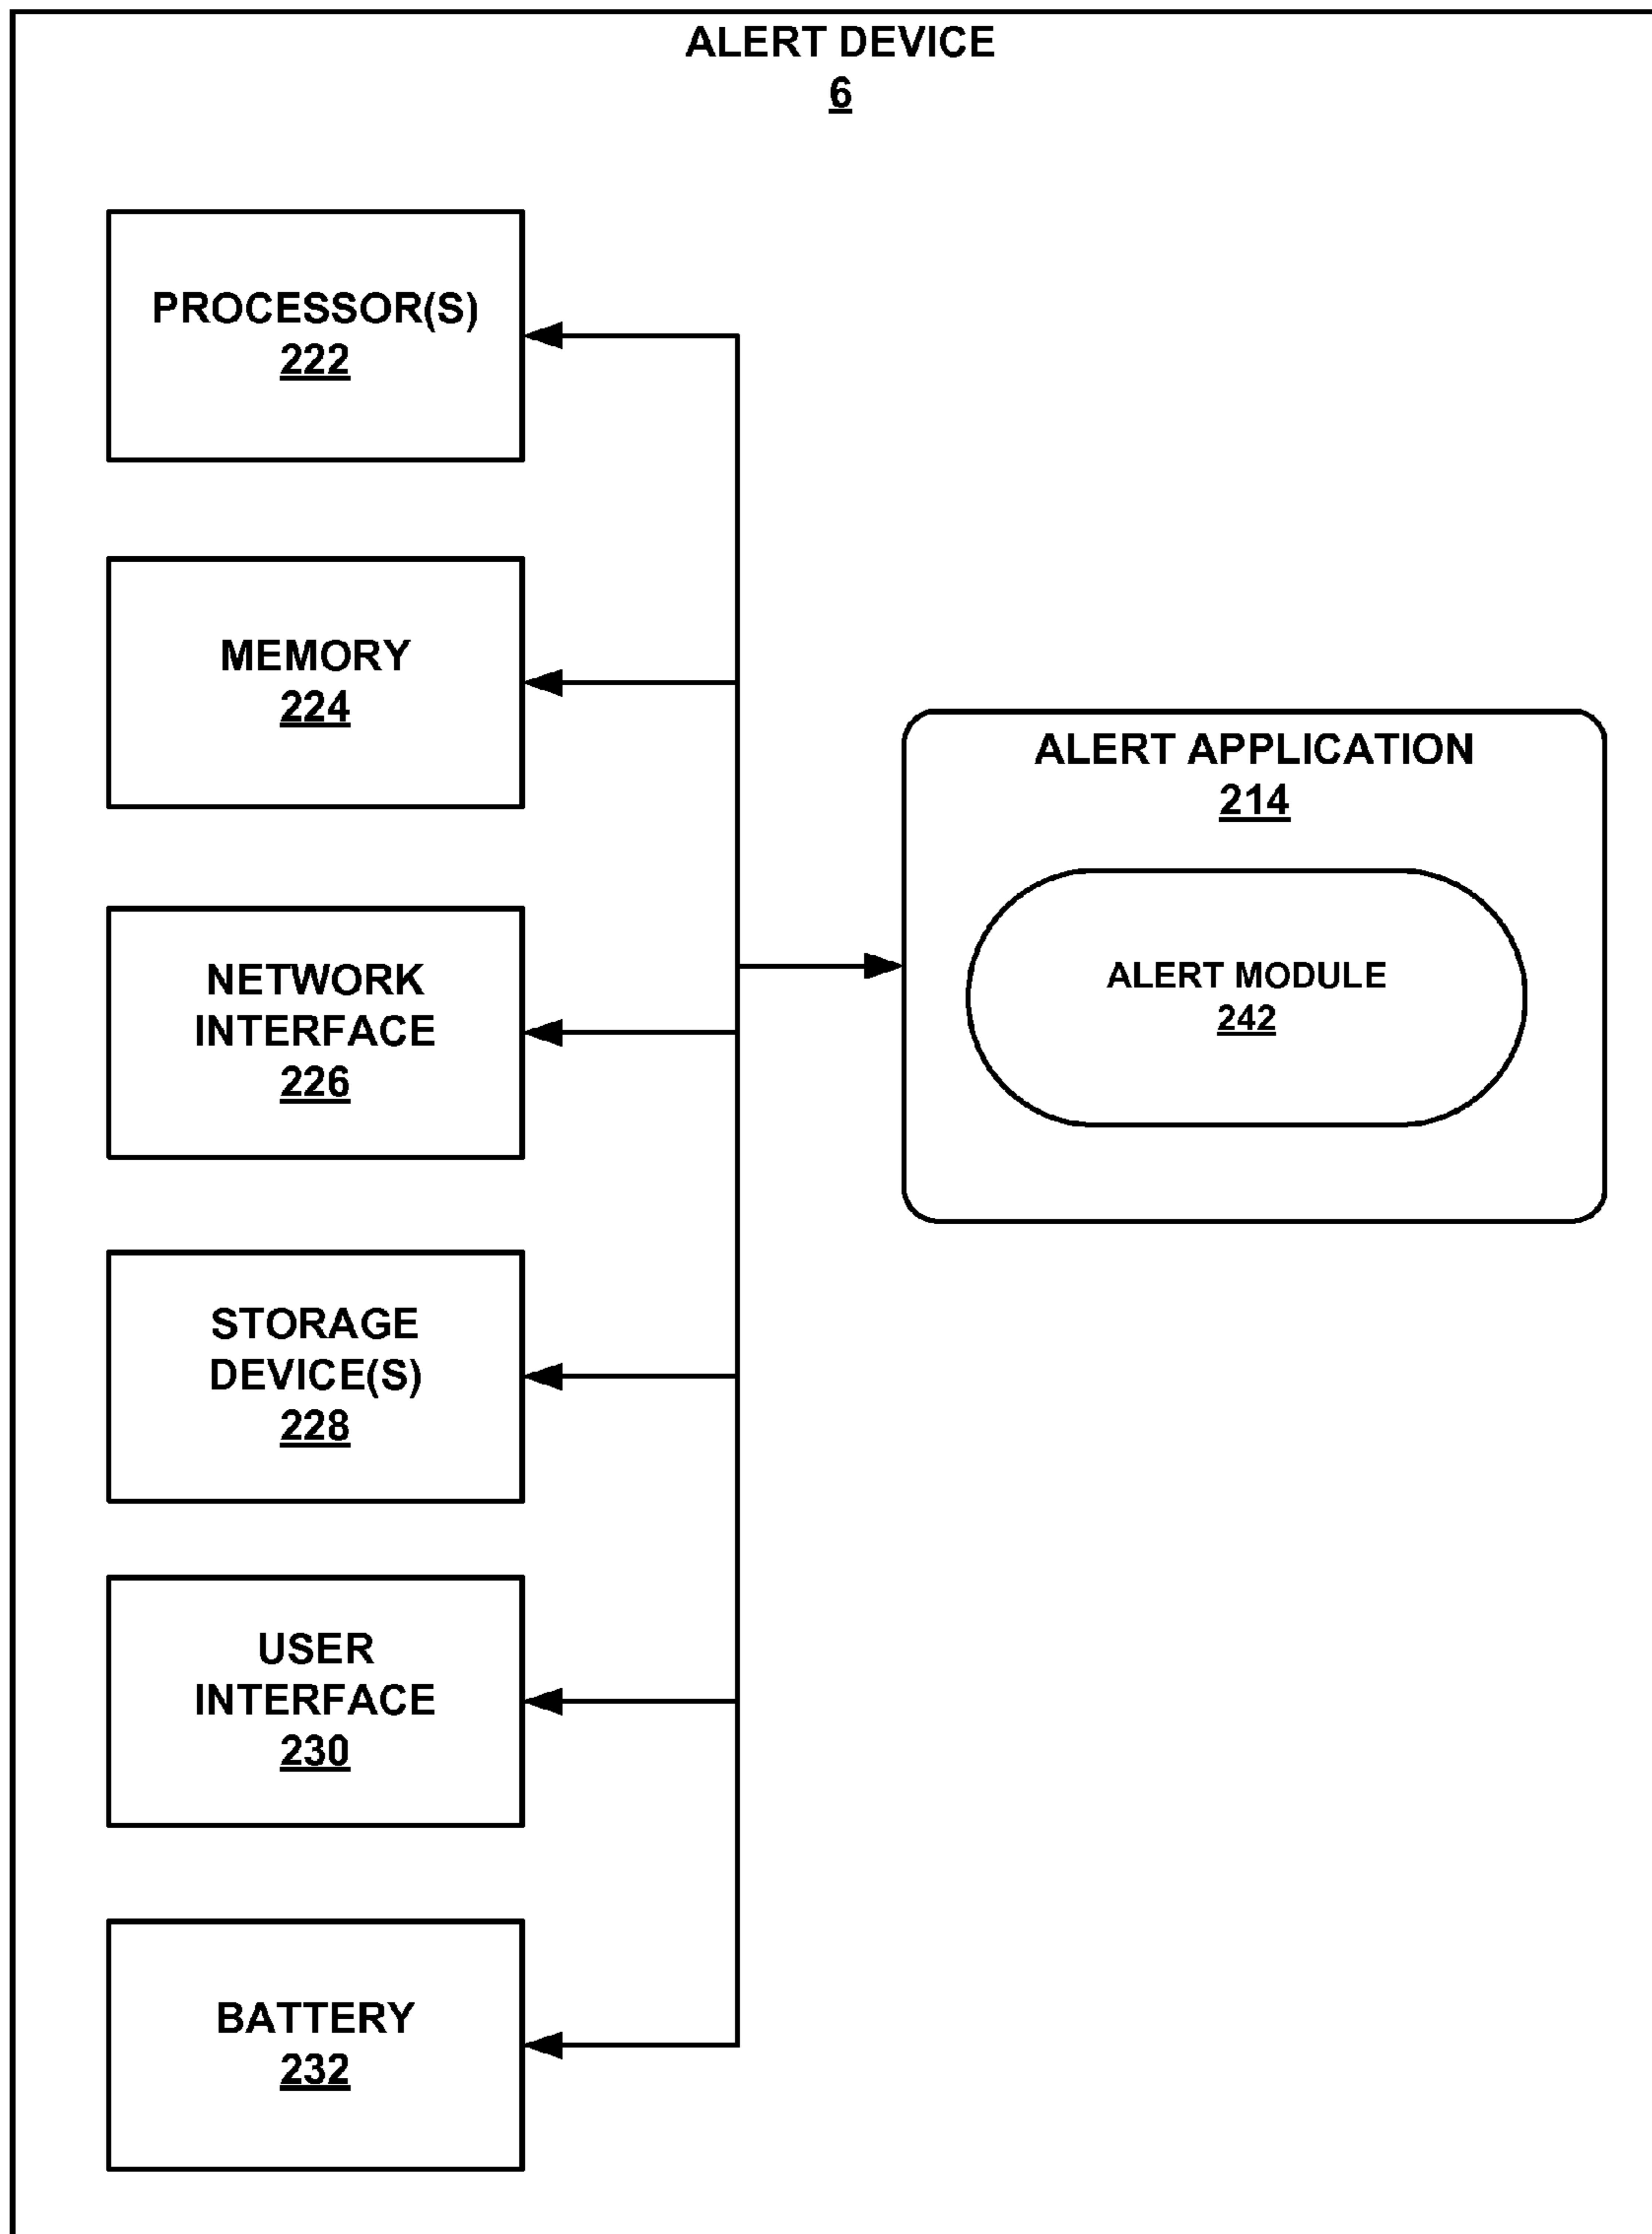 ALERT DEVICE
6
PROCESSOR(S)
222
MEMORY
224
NETWORK
INTERFACE
226
STORAGE
DEVICE(S)
228
USER
INTERFACE
230
BATTERY
232
ALERT APPLICATION
214
ALERT MODULE
242